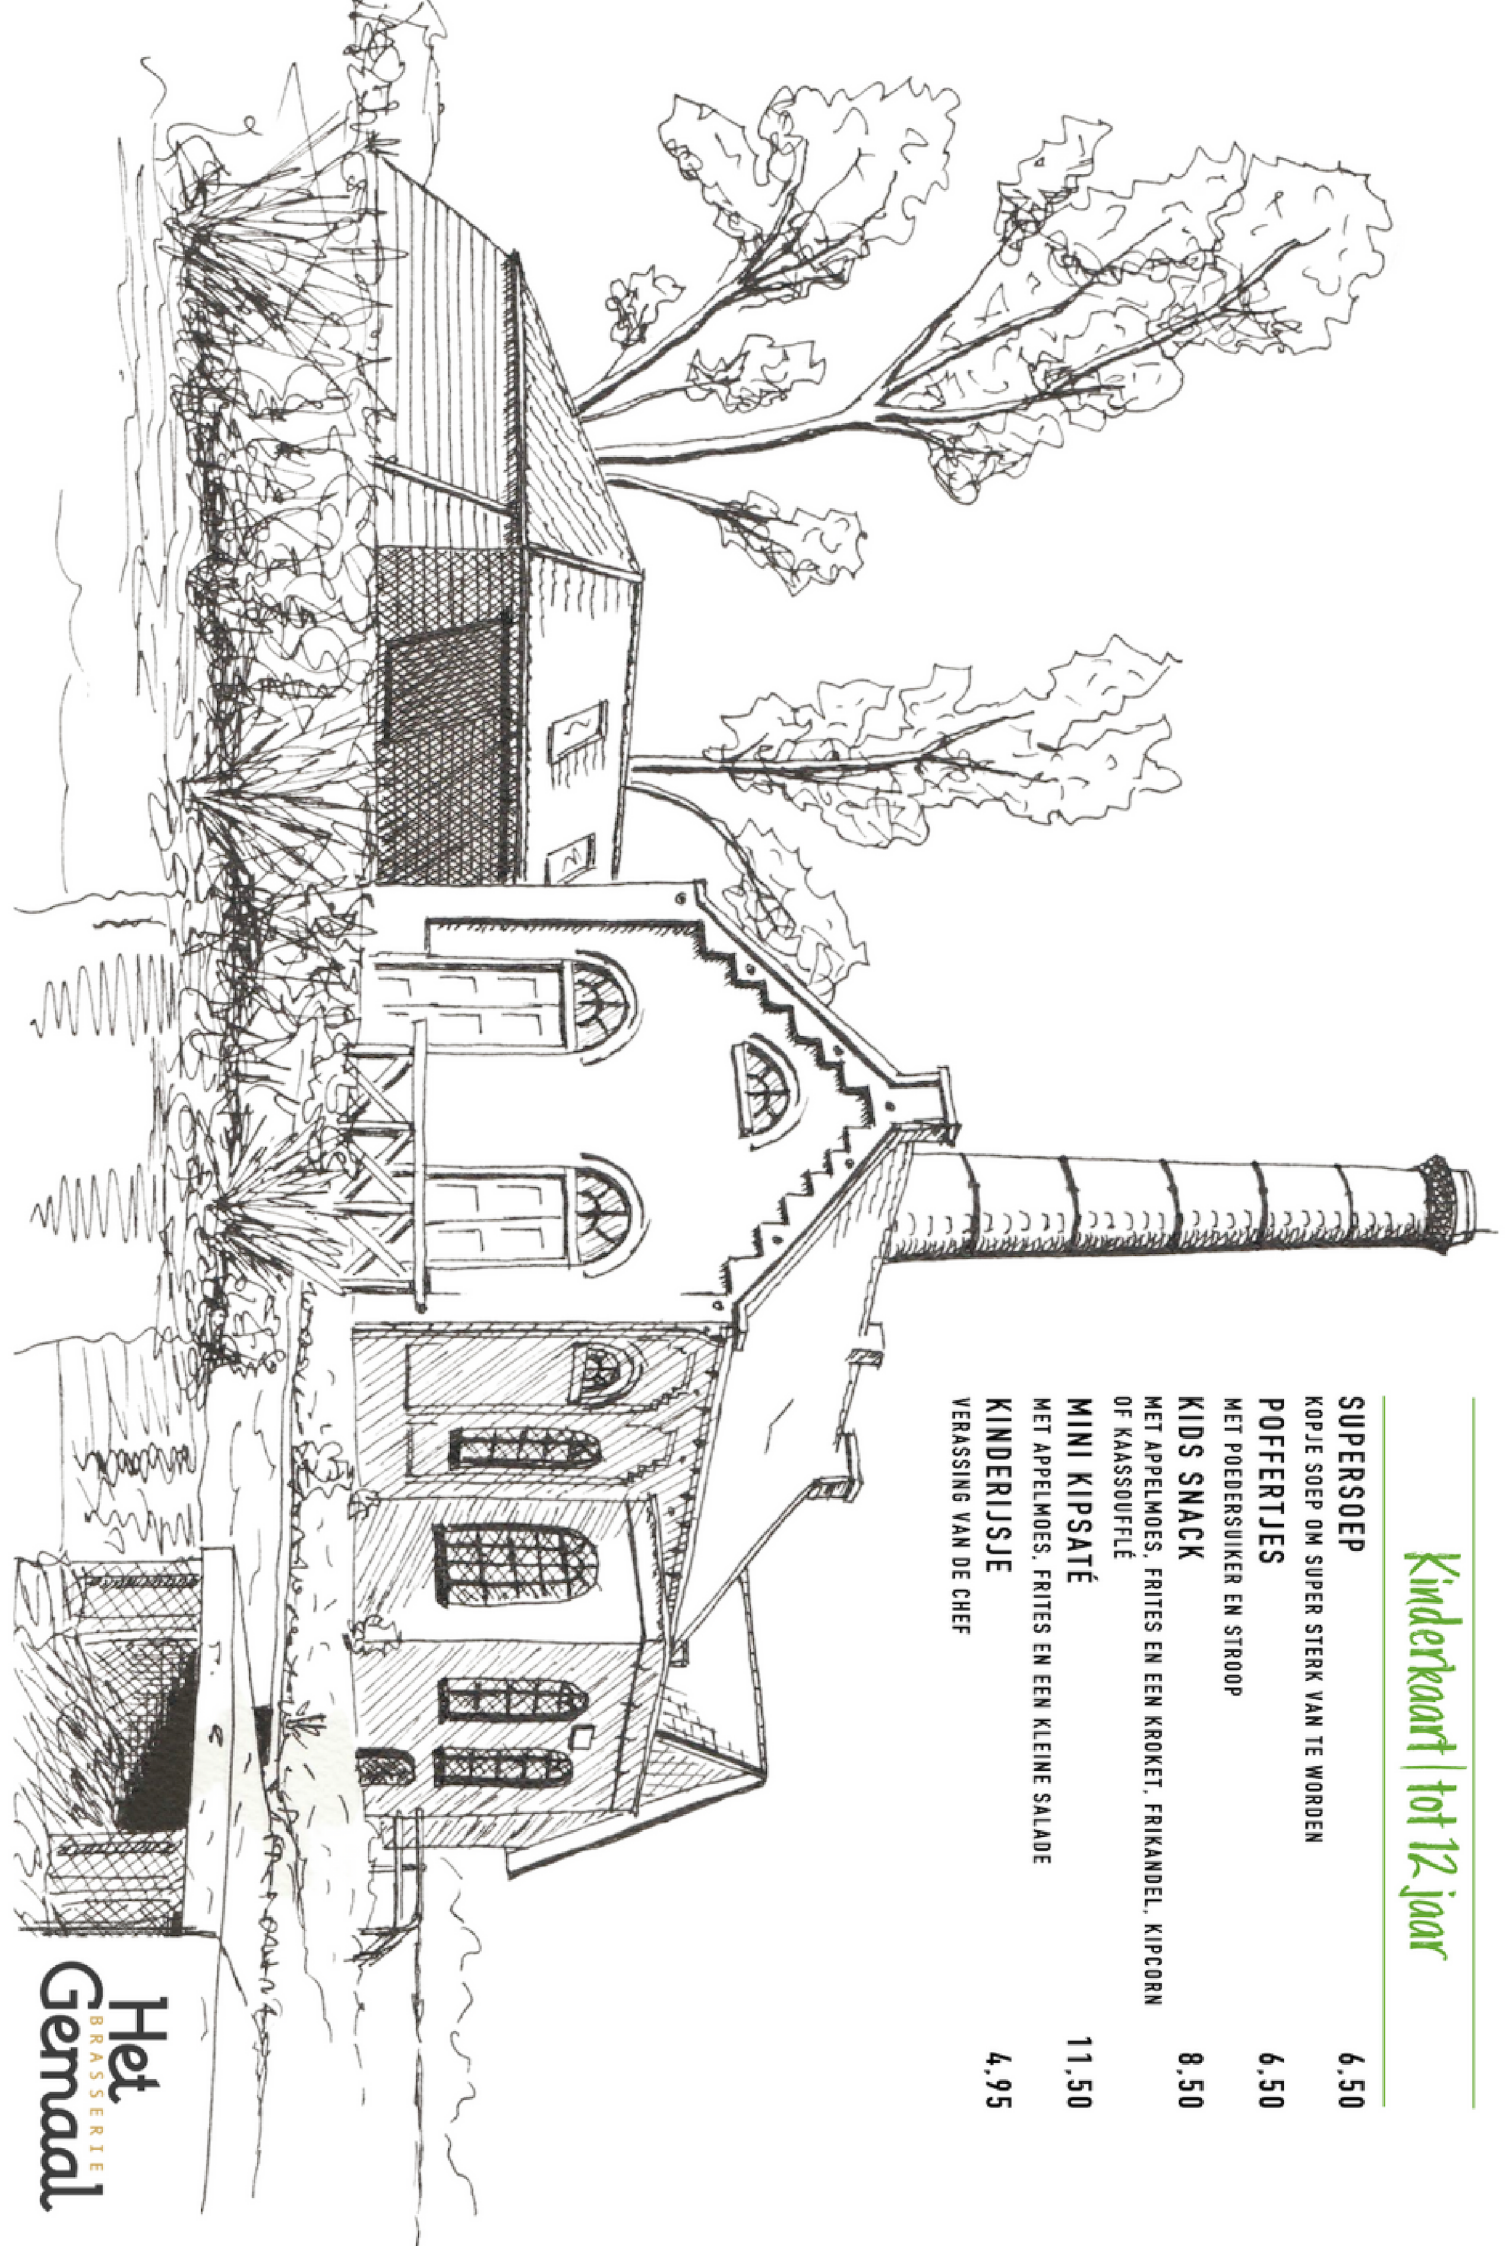 Kinderkaart | tot 12 jaar
SUPERSOEP 6,50
KOPJE SOEP OM SUPER STERK VAN TE WORDEN
POFFERTJES 6,50
MET POEDERSUIKER EN STROOP
KIDS SNACK 8,50
MET APPELMOES, FRITES EN EEN KROKET, FRIKANDEL, KIPCORN
OF KAASSOUFFLÉ
MINI KIPSATÉ 11,50
MET APPELMOES, FRITES EN EEN KLEINE SALADE
KINDERIJSJE 4,95
VERASSING VAN DE CHEF
Het
BRASSERIE
Gemaal